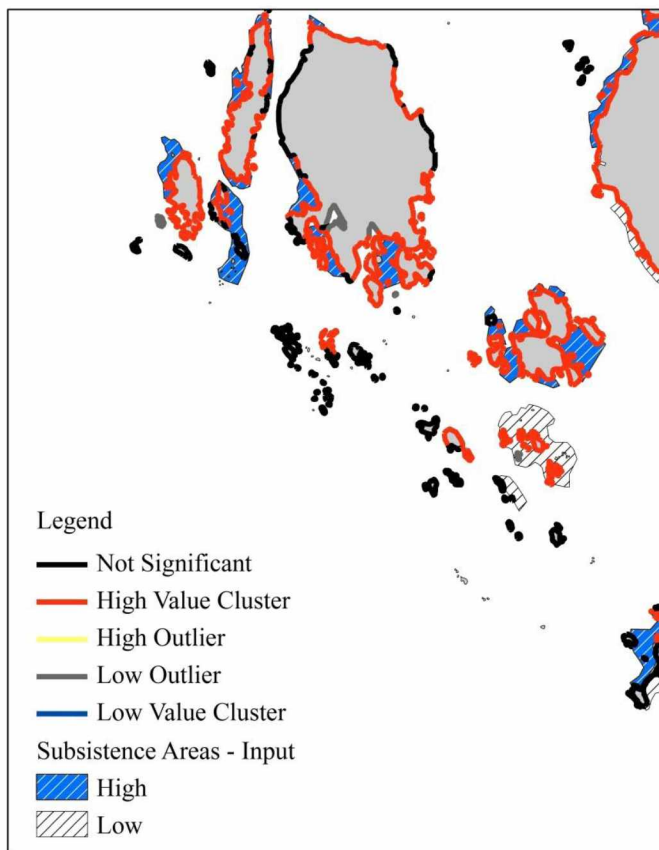 Legend
Not Significant
High Value Cluster
High Outlier
Low Outlier
Low Value Cluster
Subsistence Areas - Input
High
Low